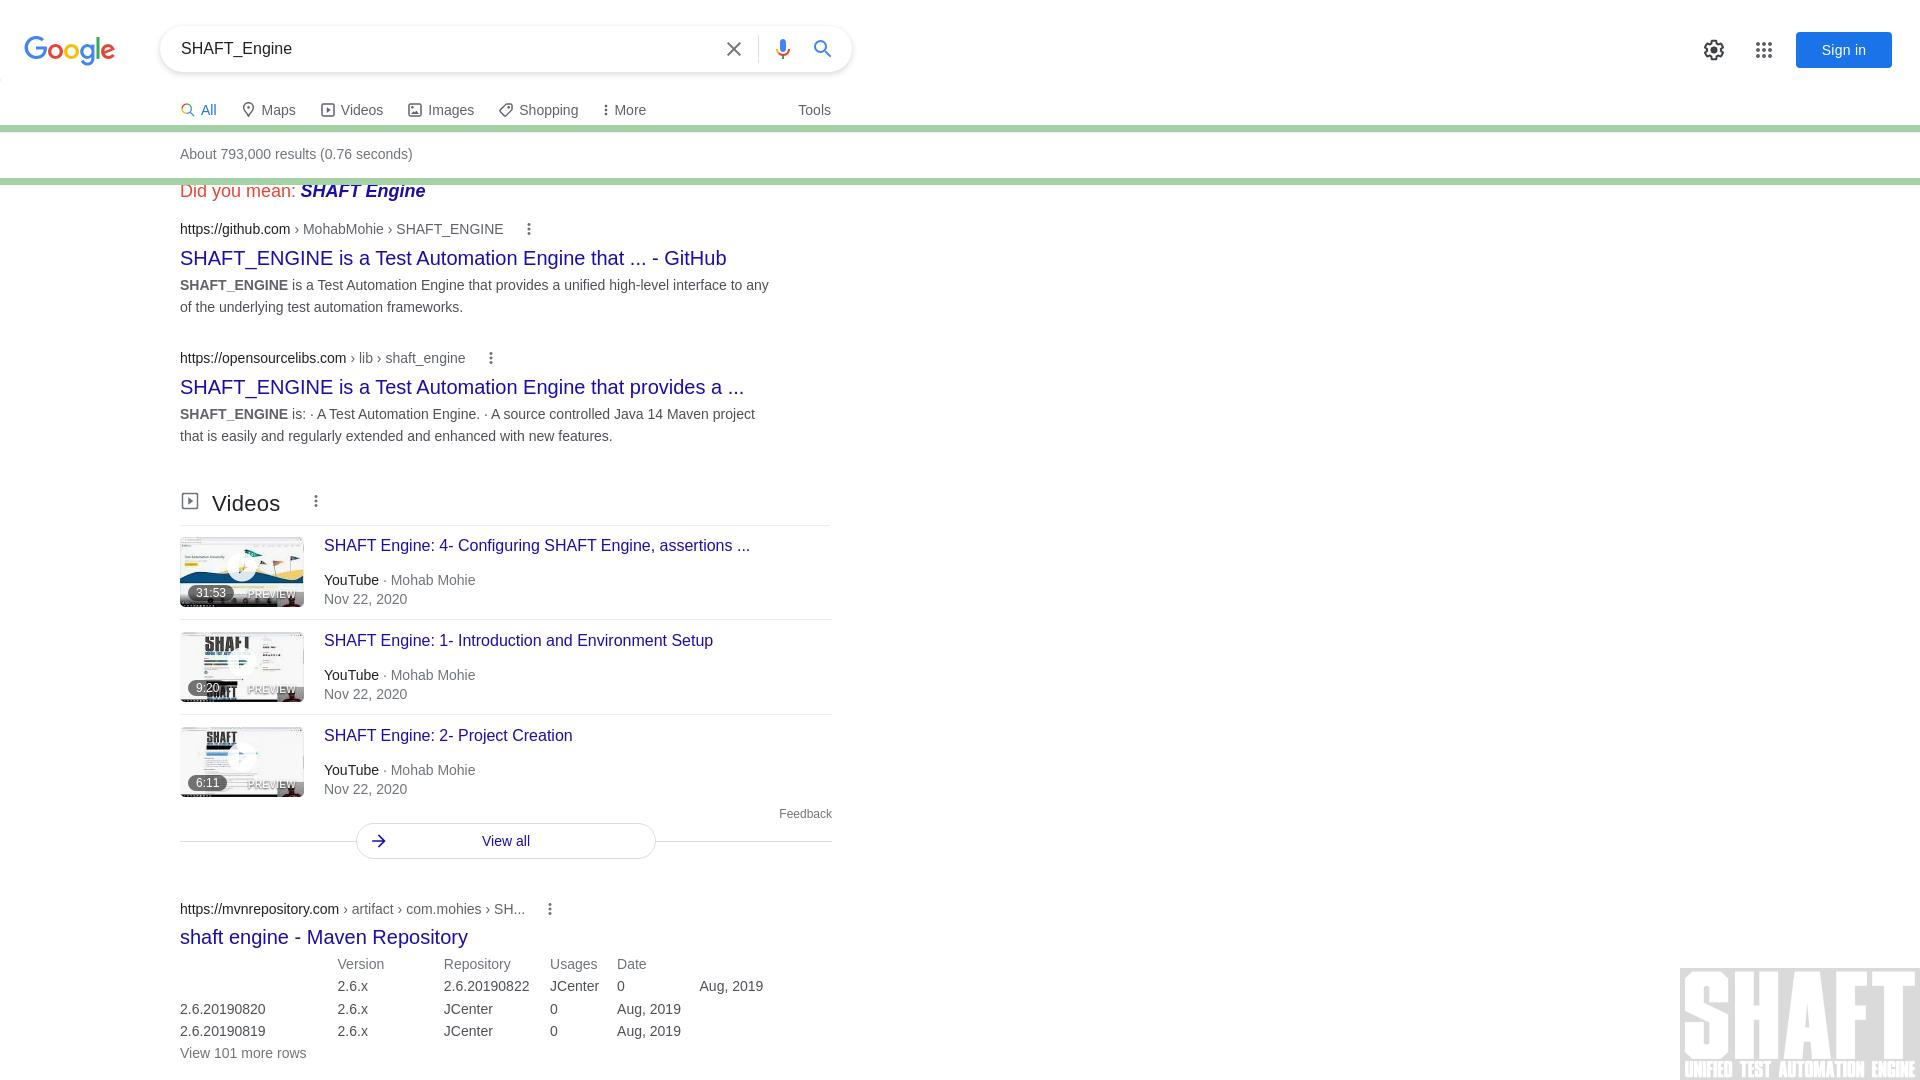 Google
SHAFT_Engine
Sign in
All Maps Videos Images Shopping More Tools
About 793,000 results (0.76 seconds)
Did you mean: SHAFT Engine
https://github.com › MohabMohie › SHAFT_ENGINE
SHAFT_ENGINE is a Test Automation Engine that ... - GitHub
SHAFT_ENGINE is a Test Automation Engine that provides a unified high-level interface to any
of the underlying test automation frameworks.
https://opensourcelibs.com › lib › shaft_engine
SHAFT_ENGINE is a Test Automation Engine that provides a ...
SHAFT_ENGINE is: · A Test Automation Engine. · A source controlled Java 14 Maven project
that is easily and regularly extended and enhanced with new features.
Videos
SHAFT Engine: 4- Configuring SHAFT Engine, assertions ...
YouTube · Mohab Mohie
31:53 PREVIEW
Nov 22, 2020
SHAFT
SHAFT Engine: 1- Introduction and Environment Setup
YouTube · Mohab Mohie
9:20 PREVIEW
Nov 22, 2020
SHAFT
SHAFT Engine: 2- Project Creation
YouTube · Mohab Mohie
6:11 PREVIEW
Nov 22, 2020
Feedback
View all
https://mvnrepository.com › artifact › com.mohies › SH...
shaft engine - Maven Repository
Version Repository Usages Date
2.6.x 2.6.20190822 JCenter 0 Aug, 2019
2.6.20190820 2.6.x JCenter 0 Aug, 2019
2.6.20190819 2.6.x JCenter 0 Aug, 2019
View 101 more rows
SHAFT
UNIFIED TEST AUTOMATION ENGINE